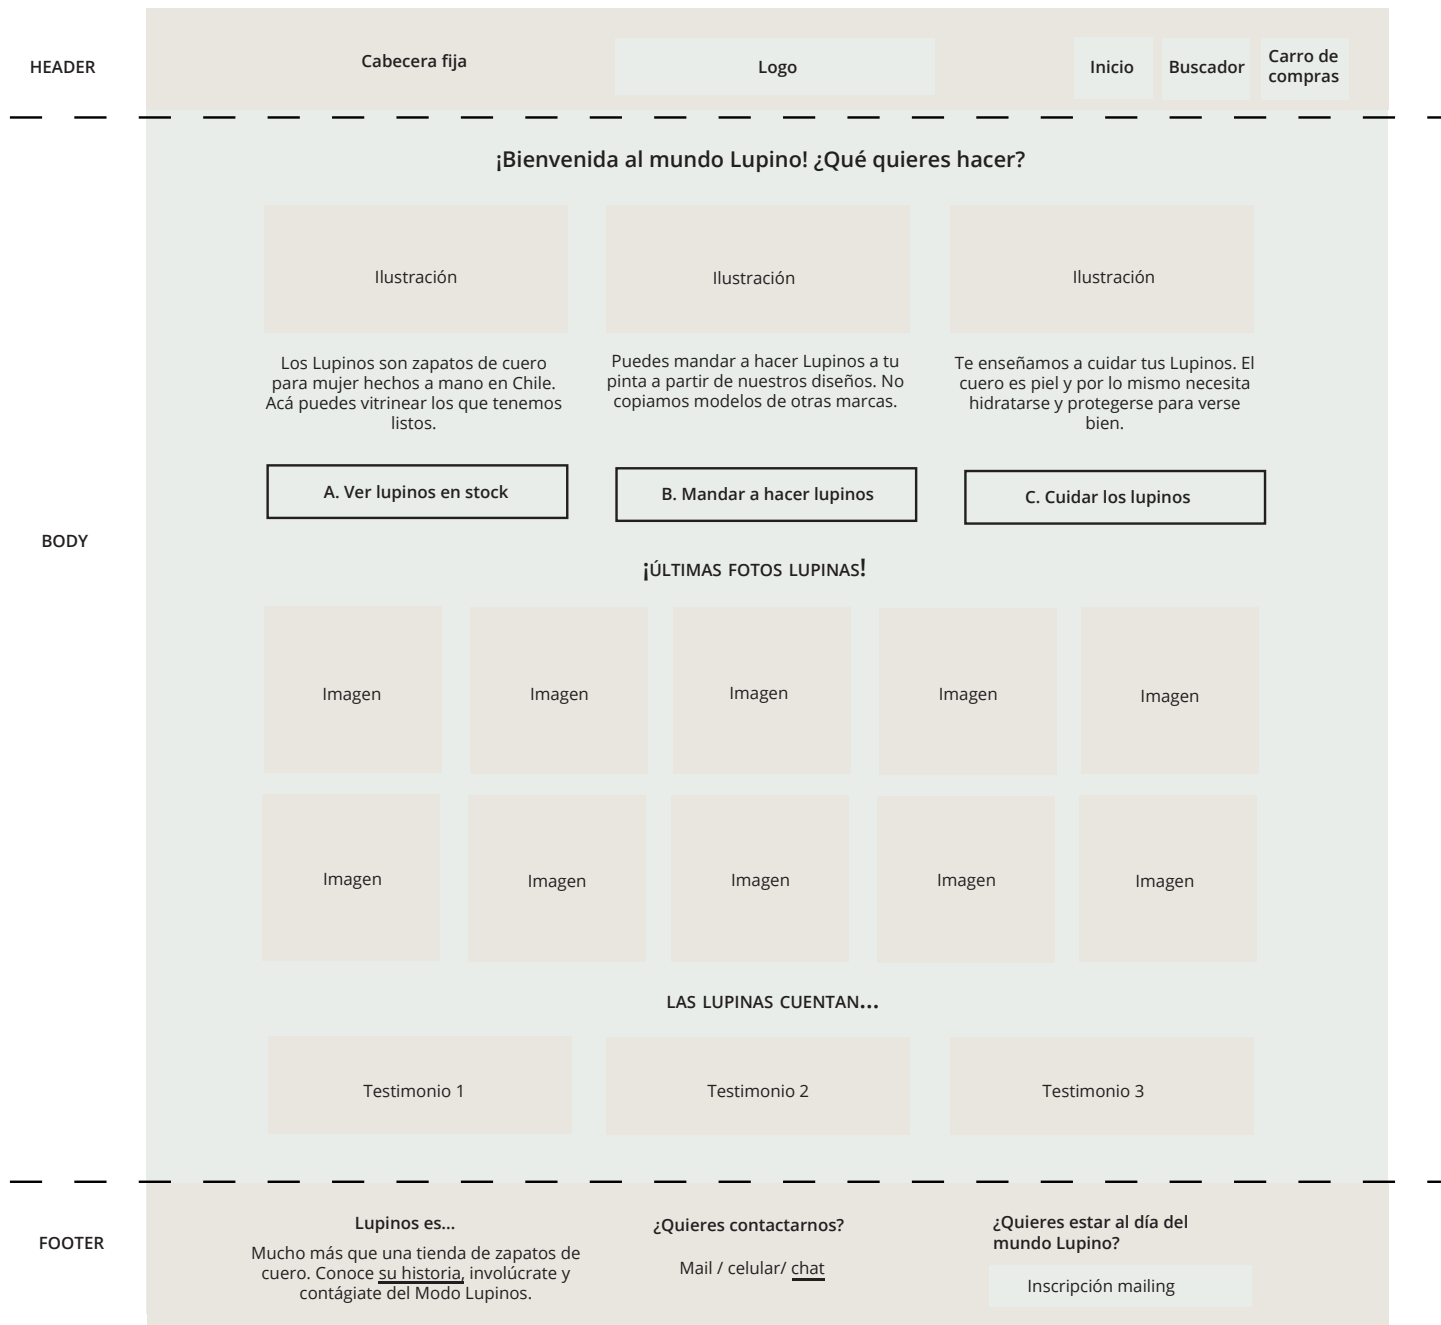 HEADER
Cabecera fija
Logo
Inicio
Buscador
Carro de
compras
¡Bienvenida al mundo Lupino! ¿Qué quieres hacer?
Ilustración
Ilustración
Ilustración
Los Lupinos son zapatos de cuero
para mujer hechos a mano en Chile.
Acá puedes vitrinear los que tenemos
listos.
Puedes mandar a hacer Lupinos a tu
pinta a partir de nuestros diseños. No
copiamos modelos de otras marcas.
Te enseñamos a cuidar tus Lupinos. El
cuero es piel y por lo mismo necesita
hidratarse y protegerse para verse
bien.
A. Ver lupinos en stock
B. Mandar a hacer lupinos
C. Cuidar los lupinos
BODY
¡ÚLTIMAS FOTOS LUPINAS!
Imagen
Imagen
Imagen
Imagen
Imagen
Imagen
Imagen
Imagen
Imagen
Imagen
LAS LUPINAS CUENTAN...
Testimonio 1
Testimonio 2
Testimonio 3
FOOTER
Lupinos es...
Mucho más que una tienda de zapatos de
cuero. Conoce su historia, involúcrate y
contágiate del Modo Lupinos.
¿Quieres contactarnos?
Mail / celular/ chat
¿Quieres estar al día del
mundo Lupino?
Inscripción mailing